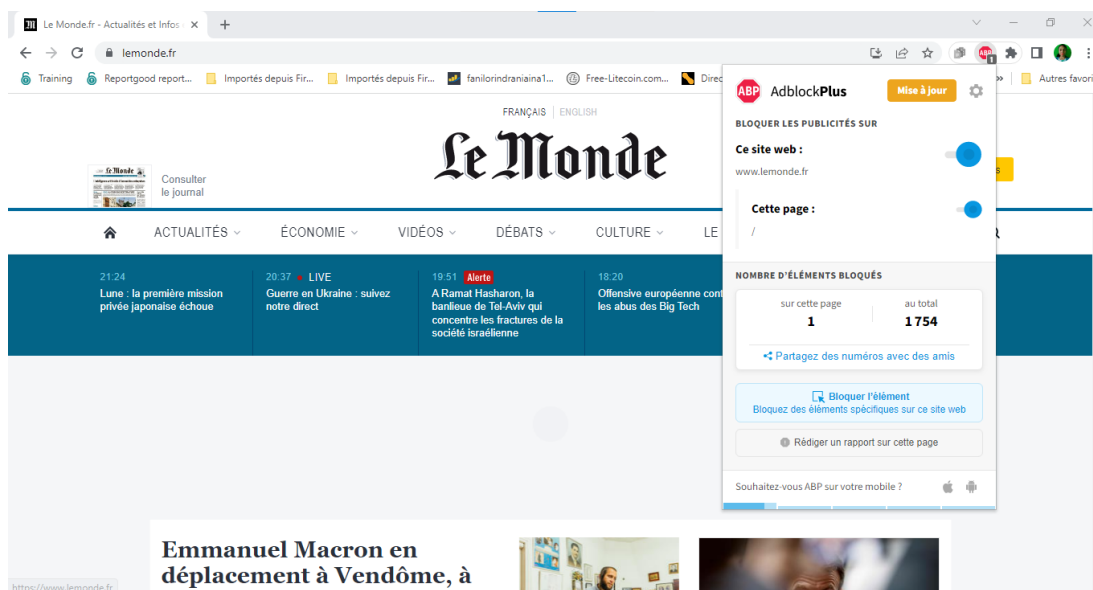 Le Monde.fr - Actualités et Infos
lemonde.fr
Training
Reportgood report...
Importés depuis Fir...
Importés depuis Fir...
fanilorindraniaina1...
Free-Litecoin.com...
Direc
»
Autres favori
FRANÇAIS
ENGLISH
Le Monde
Consulter
le journal
ACTUALITÉS
ÉCONOMIE
VIDÉOS
DÉBATS
CULTURE
LE
21:24
Lune : la première mission
privée japonaise échoue
20:37 • LIVE
Guerre en Ukraine : suivez
notre direct
19:51 Alerte
A Ramat Hasharon, la
banlieue de Tel-Aviv qui
concentre les fractures de la
société israélienne
18:20
Offensive européenne cont
les abus des Big Tech
ABP
1
ABP AdblockPlus
Mise à jour
BLOQUER LES PUBLICITÉS SUR
Ce site web :
www.lemonde.fr
Cette page :
/
NOMBRE D'ÉLÉMENTS BLOQUÉS
sur cette page
1
au total
1 754
Partagez des numéros avec des amis
Bloquer l'élément
Bloquez des éléments spécifiques sur ce site web
Rédiger un rapport sur cette page
Souhaitez-vous ABP sur votre mobile ?
s
Emmanuel Macron en
déplacement à Vendôme, à
https://www.lemonde.fr